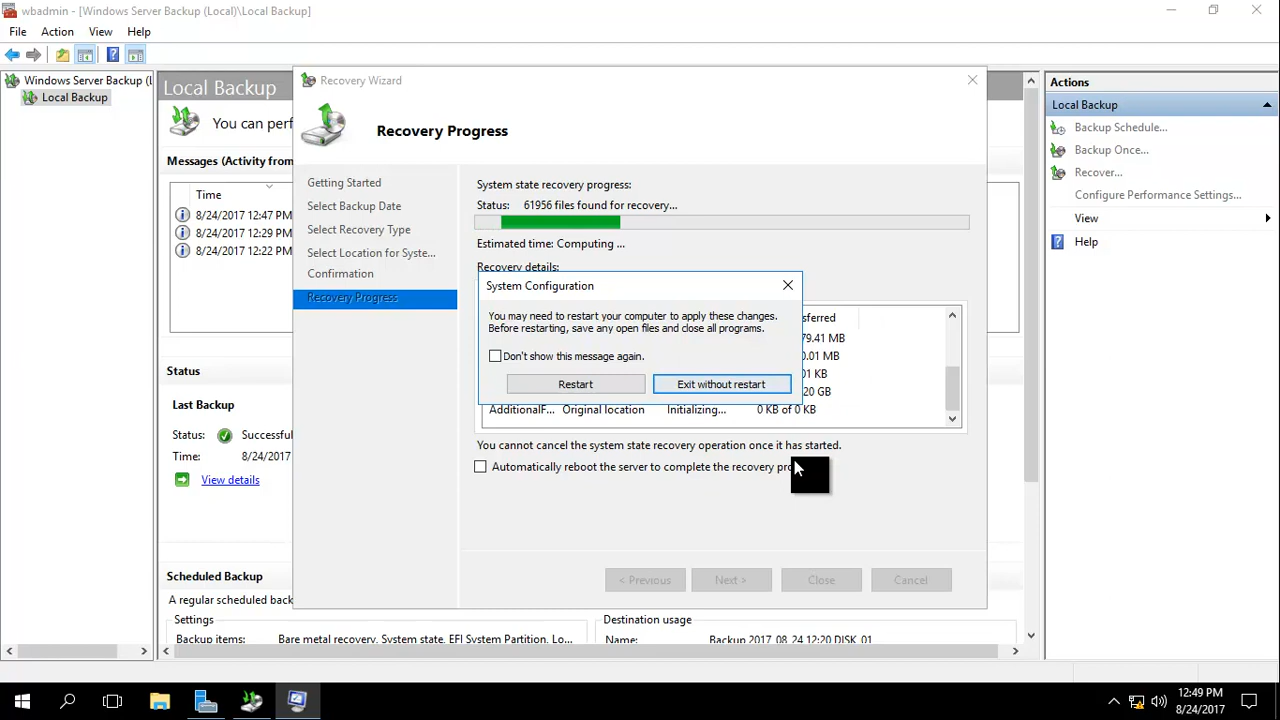 wbadmin - [Windows Server Backup (Local)\Local Backup]
File Action View Help
Windows Server Backup (L
Local Backup
Local Backup
You can perf
Messages (Activity from
Time
8/24/2017 12:47 PM
8/24/2017 12:29 PM
8/24/2017 12:22 PM
Status
Last Backup
Status: Successful
Time: 8/24/2017
View details
Scheduled Backup
A regular scheduled back
Settings
Backup items: Bare metal recovery, System state, EFI System Partition, Lo...
Destination usage
Name: Backup 2017_08_24 12:20 DISK_01
Recovery Wizard
Recovery Progress
Getting Started
Select Backup Date
Select Recovery Type
Select Location for Syste...
Confirmation
Recovery Progress
System state recovery progress:
Status: 61956 files found for recovery...
Estimated time: Computing ...
Recovery details:
sferred
79.41 MB
0.01 MB
01 KB
20 GB
AdditionalF... Original location Initializing... 0 KB of 0 KB
You cannot cancel the system state recovery operation once it has started.
Automatically reboot the server to complete the recovery pro
< Previous Next > Close Cancel
System Configuration
You may need to restart your computer to apply these changes.
Before restarting, save any open files and close all programs.
Don't show this message again.
Restart Exit without restart
Actions
Local Backup
Backup Schedule...
Backup Once...
Recover...
Configure Performance Settings...
View
Help
12:49 PM
8/24/2017